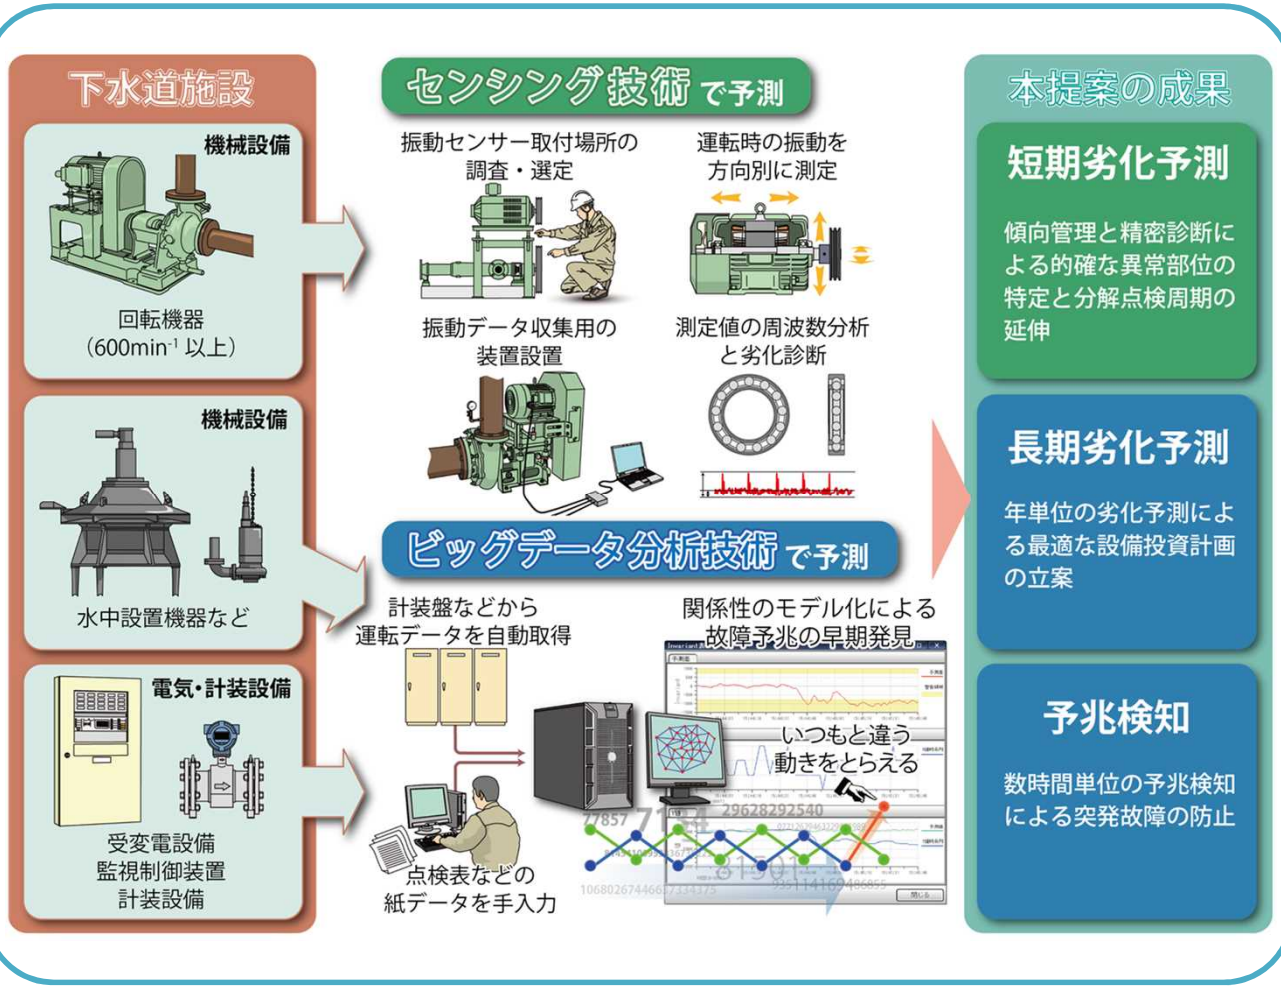 下水道施設
機械設備
回転機器
（600min⁻¹ 以上）
機械設備
水中設置機器など
電気・計装設備
受変電設備
監視制御装置
計装設備
センシング技術で予測
振動センサー取付場所の
調査・選定
運転時の振動を
方向別に測定
振動データ収集用の
装置設置
測定値の周波数分析
と劣化診断
ビッグデータ分析技術で予測
計装盤などから
運転データを自動取得
点検表などの
紙データを手入力
関係性のモデル化による
故障予兆の早期発見
いつもと違う
動きをとらえる
29628292540
77857
81501
閉じる
本提案の成果
短期劣化予測
傾向管理と精密診断に
よる的確な異常部位の
特定と分解点検周期の
延伸
長期劣化予測
年単位の劣化予測によ
る最適な設備投資計画
の立案
予兆検知
数時間単位の予兆検知
による突発故障の防止